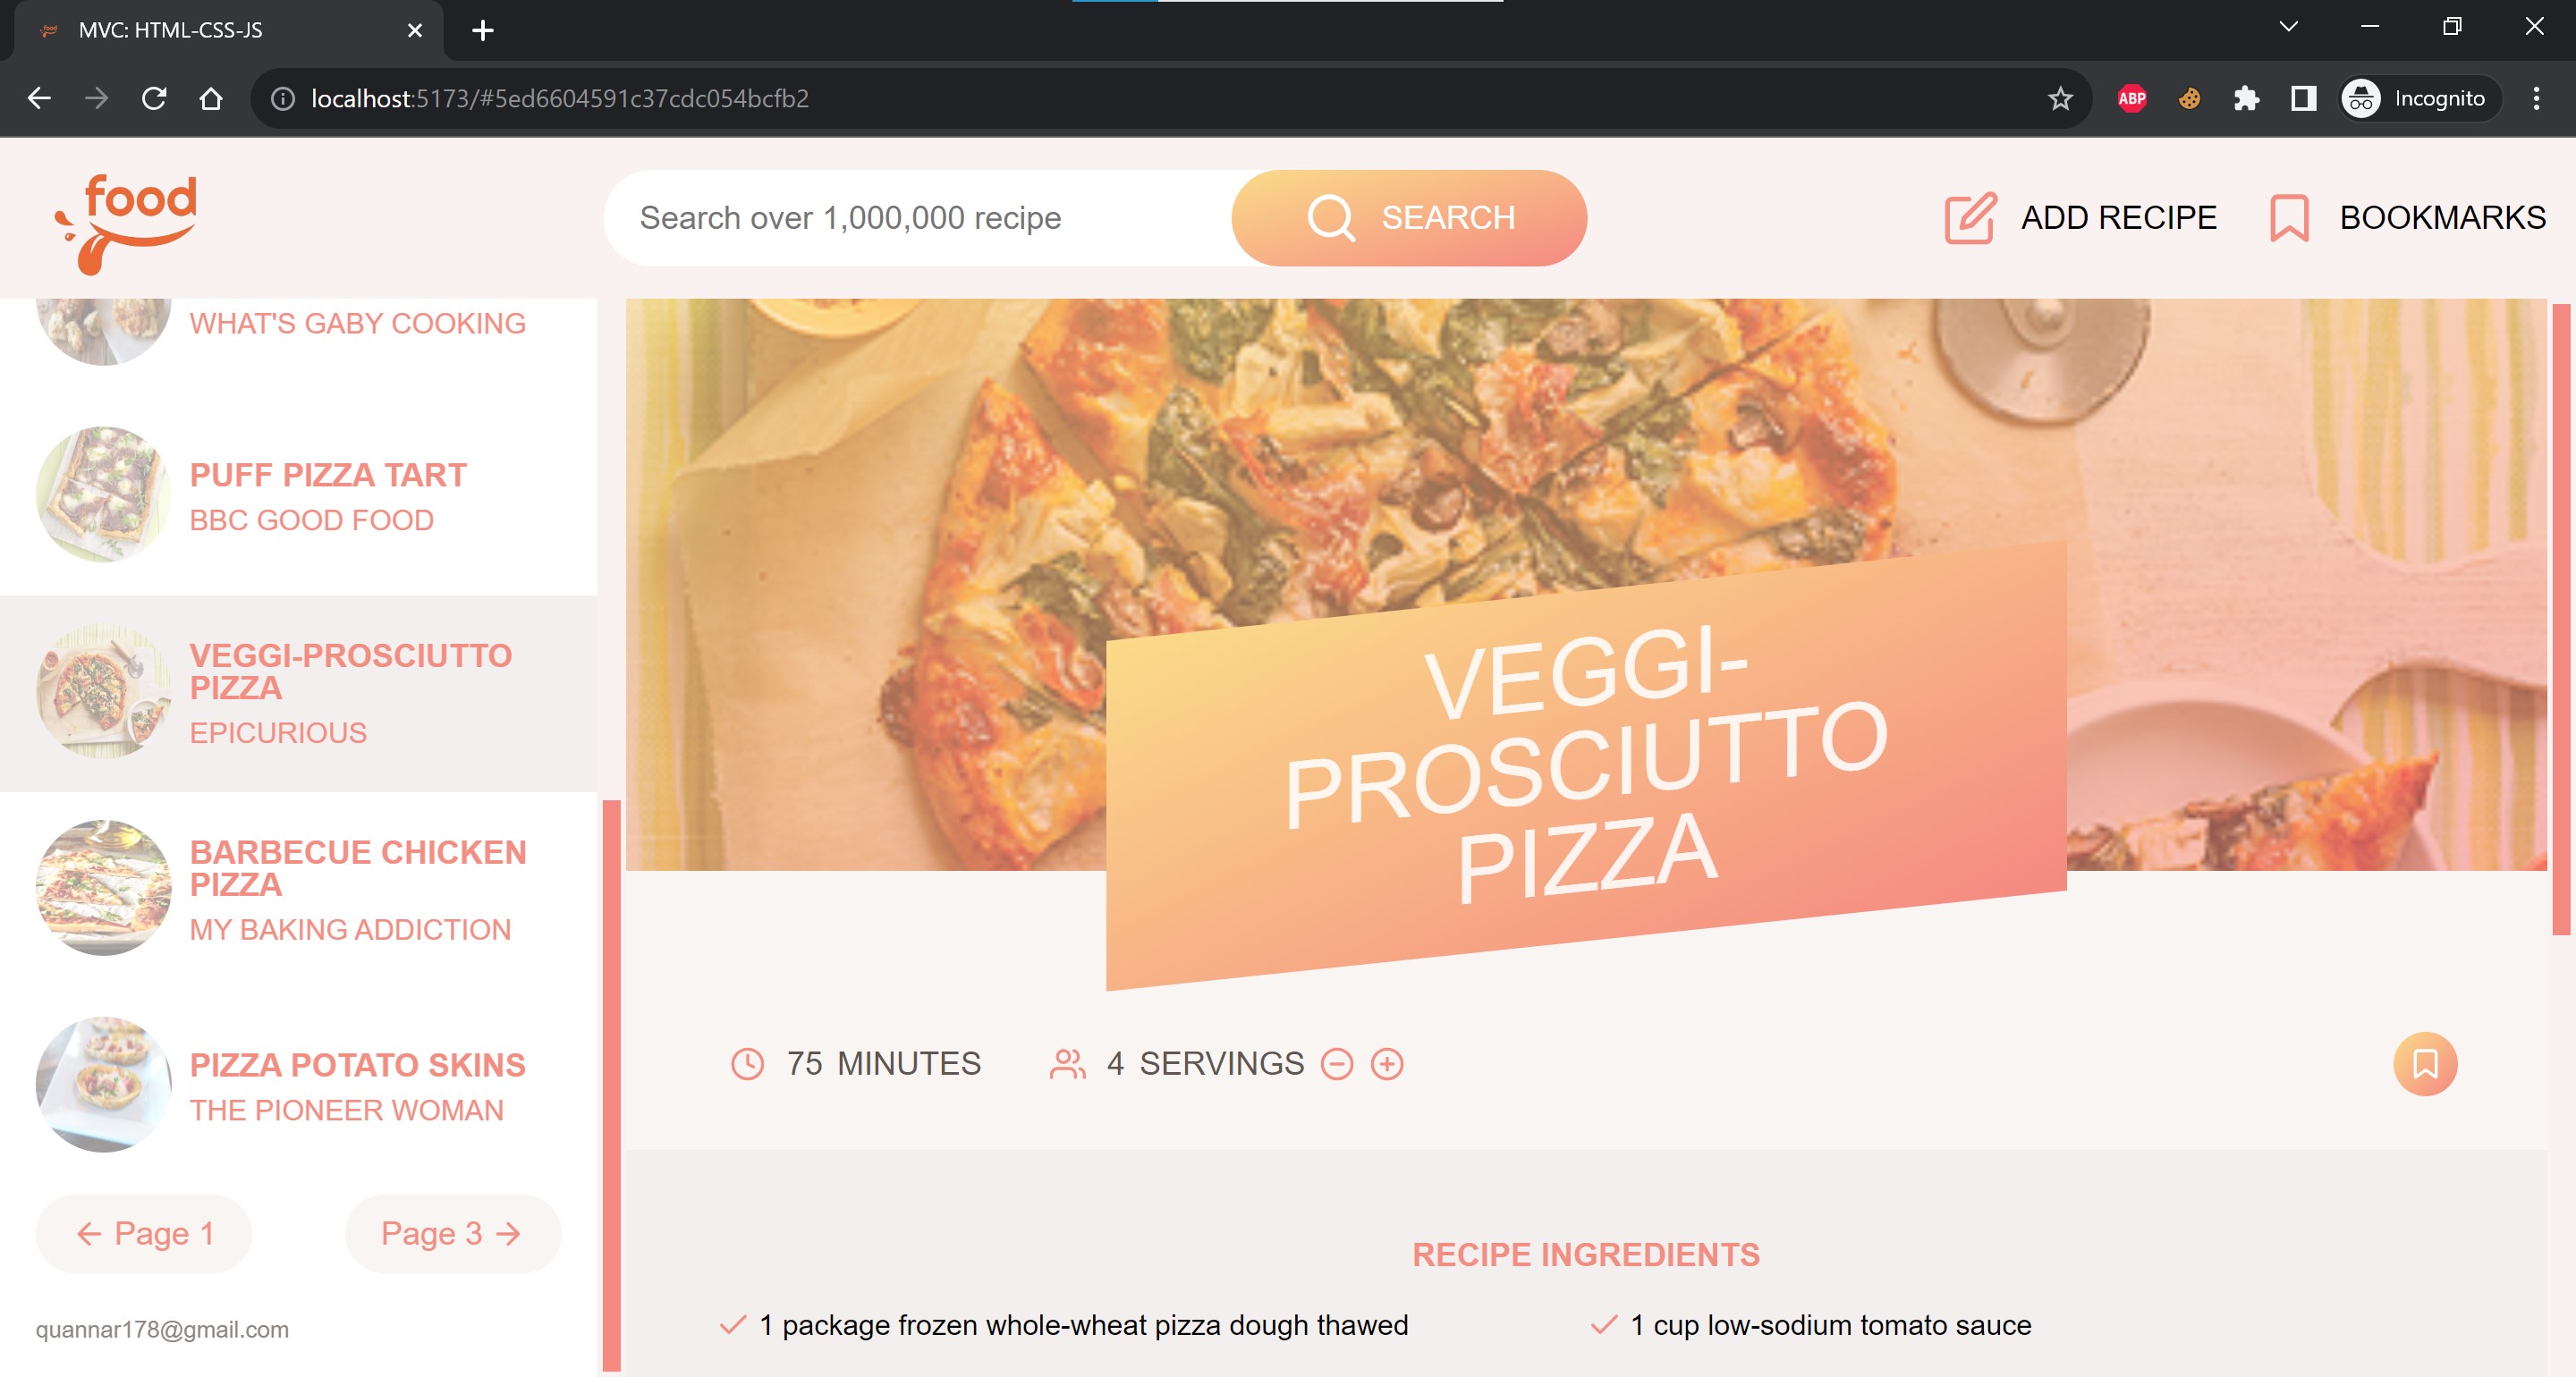 food
MVC: HTML-CSS-JS
localhost:5173/#5ed6604591c37cdc054bcfb2
ABP
Incognito
food
Search over 1,000,000 recipe
SEARCH
ADD RECIPE
BOOKMARKS
WHAT'S GABY COOKING
PUFF PIZZA TART
BBC GOOD FOOD
VEGGI-PROSCIUTTO
PIZZA
EPICURIOUS
BARBECUE CHICKEN
PIZZA
MY BAKING ADDICTION
PIZZA POTATO SKINS
THE PIONEER WOMAN
← Page 1
Page 3 →
quannar178@gmail.com
VEGGI-
PROSCIUTTO
PIZZA
75 MINUTES
4 SERVINGS
RECIPE INGREDIENTS
1 package frozen whole-wheat pizza dough thawed
1 cup low-sodium tomato sauce